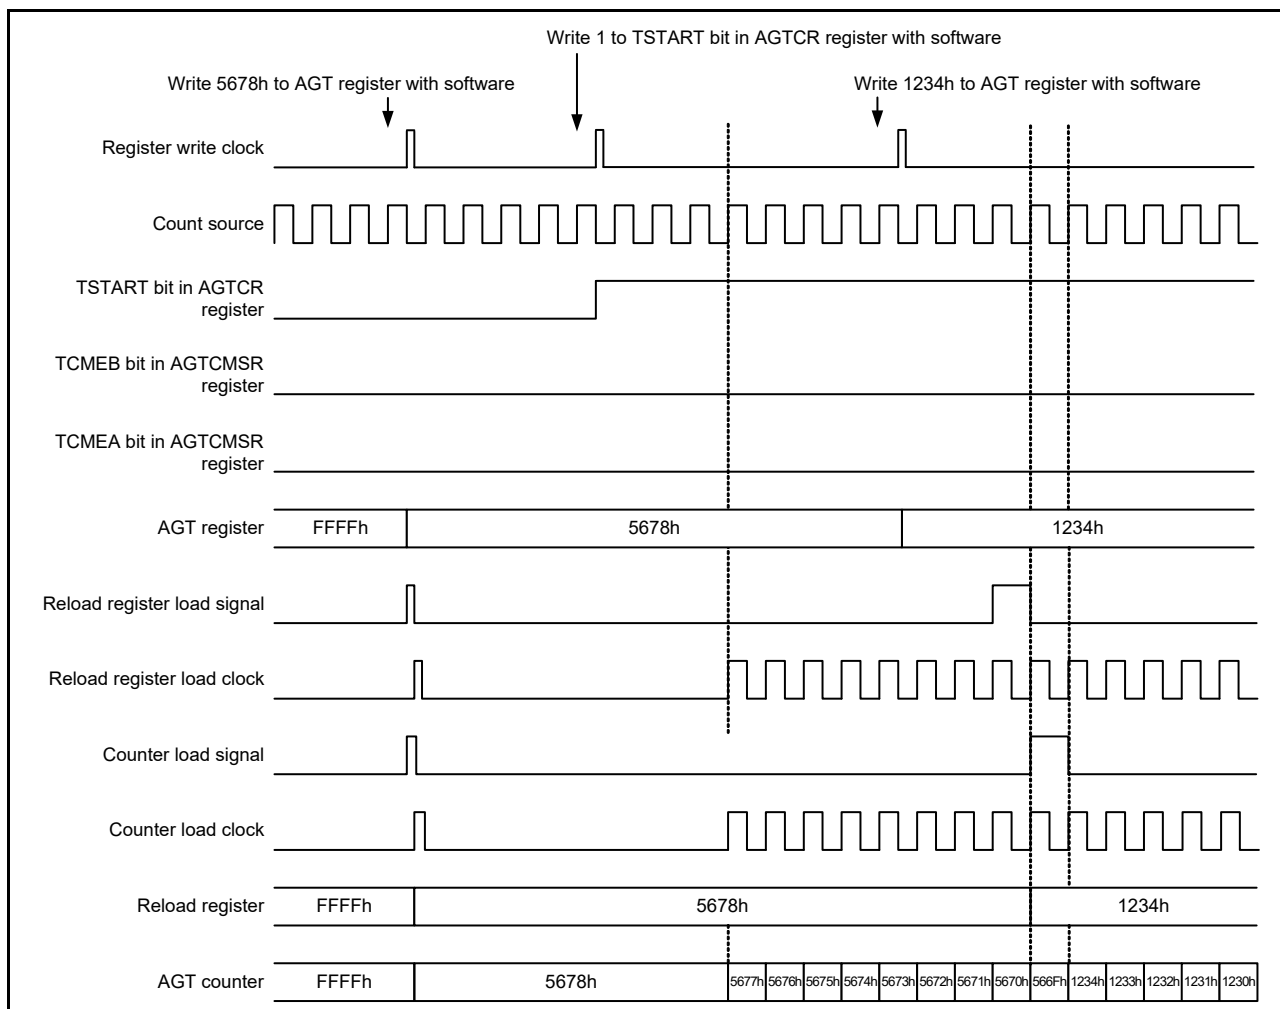 Write 1 to TSTART bit in AGTCR register with software
Write 5678h to AGT register with software
Write 1234h to AGT register with software
Register write clock
Count source
TSTART bit in AGTCR
register
TCMEB bit in AGTCMSR
register
TCMEA bit in AGTCMSR
register
AGT register FFFFh 5678h 1234h
Reload register load signal
Reload register load clock
Counter load signal
Counter load clock
Reload register FFFFh 5678h 1234h
AGT counter FFFFh 5678h 5677h 5676h 5675h 5674h 5673h 5672h 5671h 5670h 566Fh 1234h 1233h 1232h 1231h 1230h